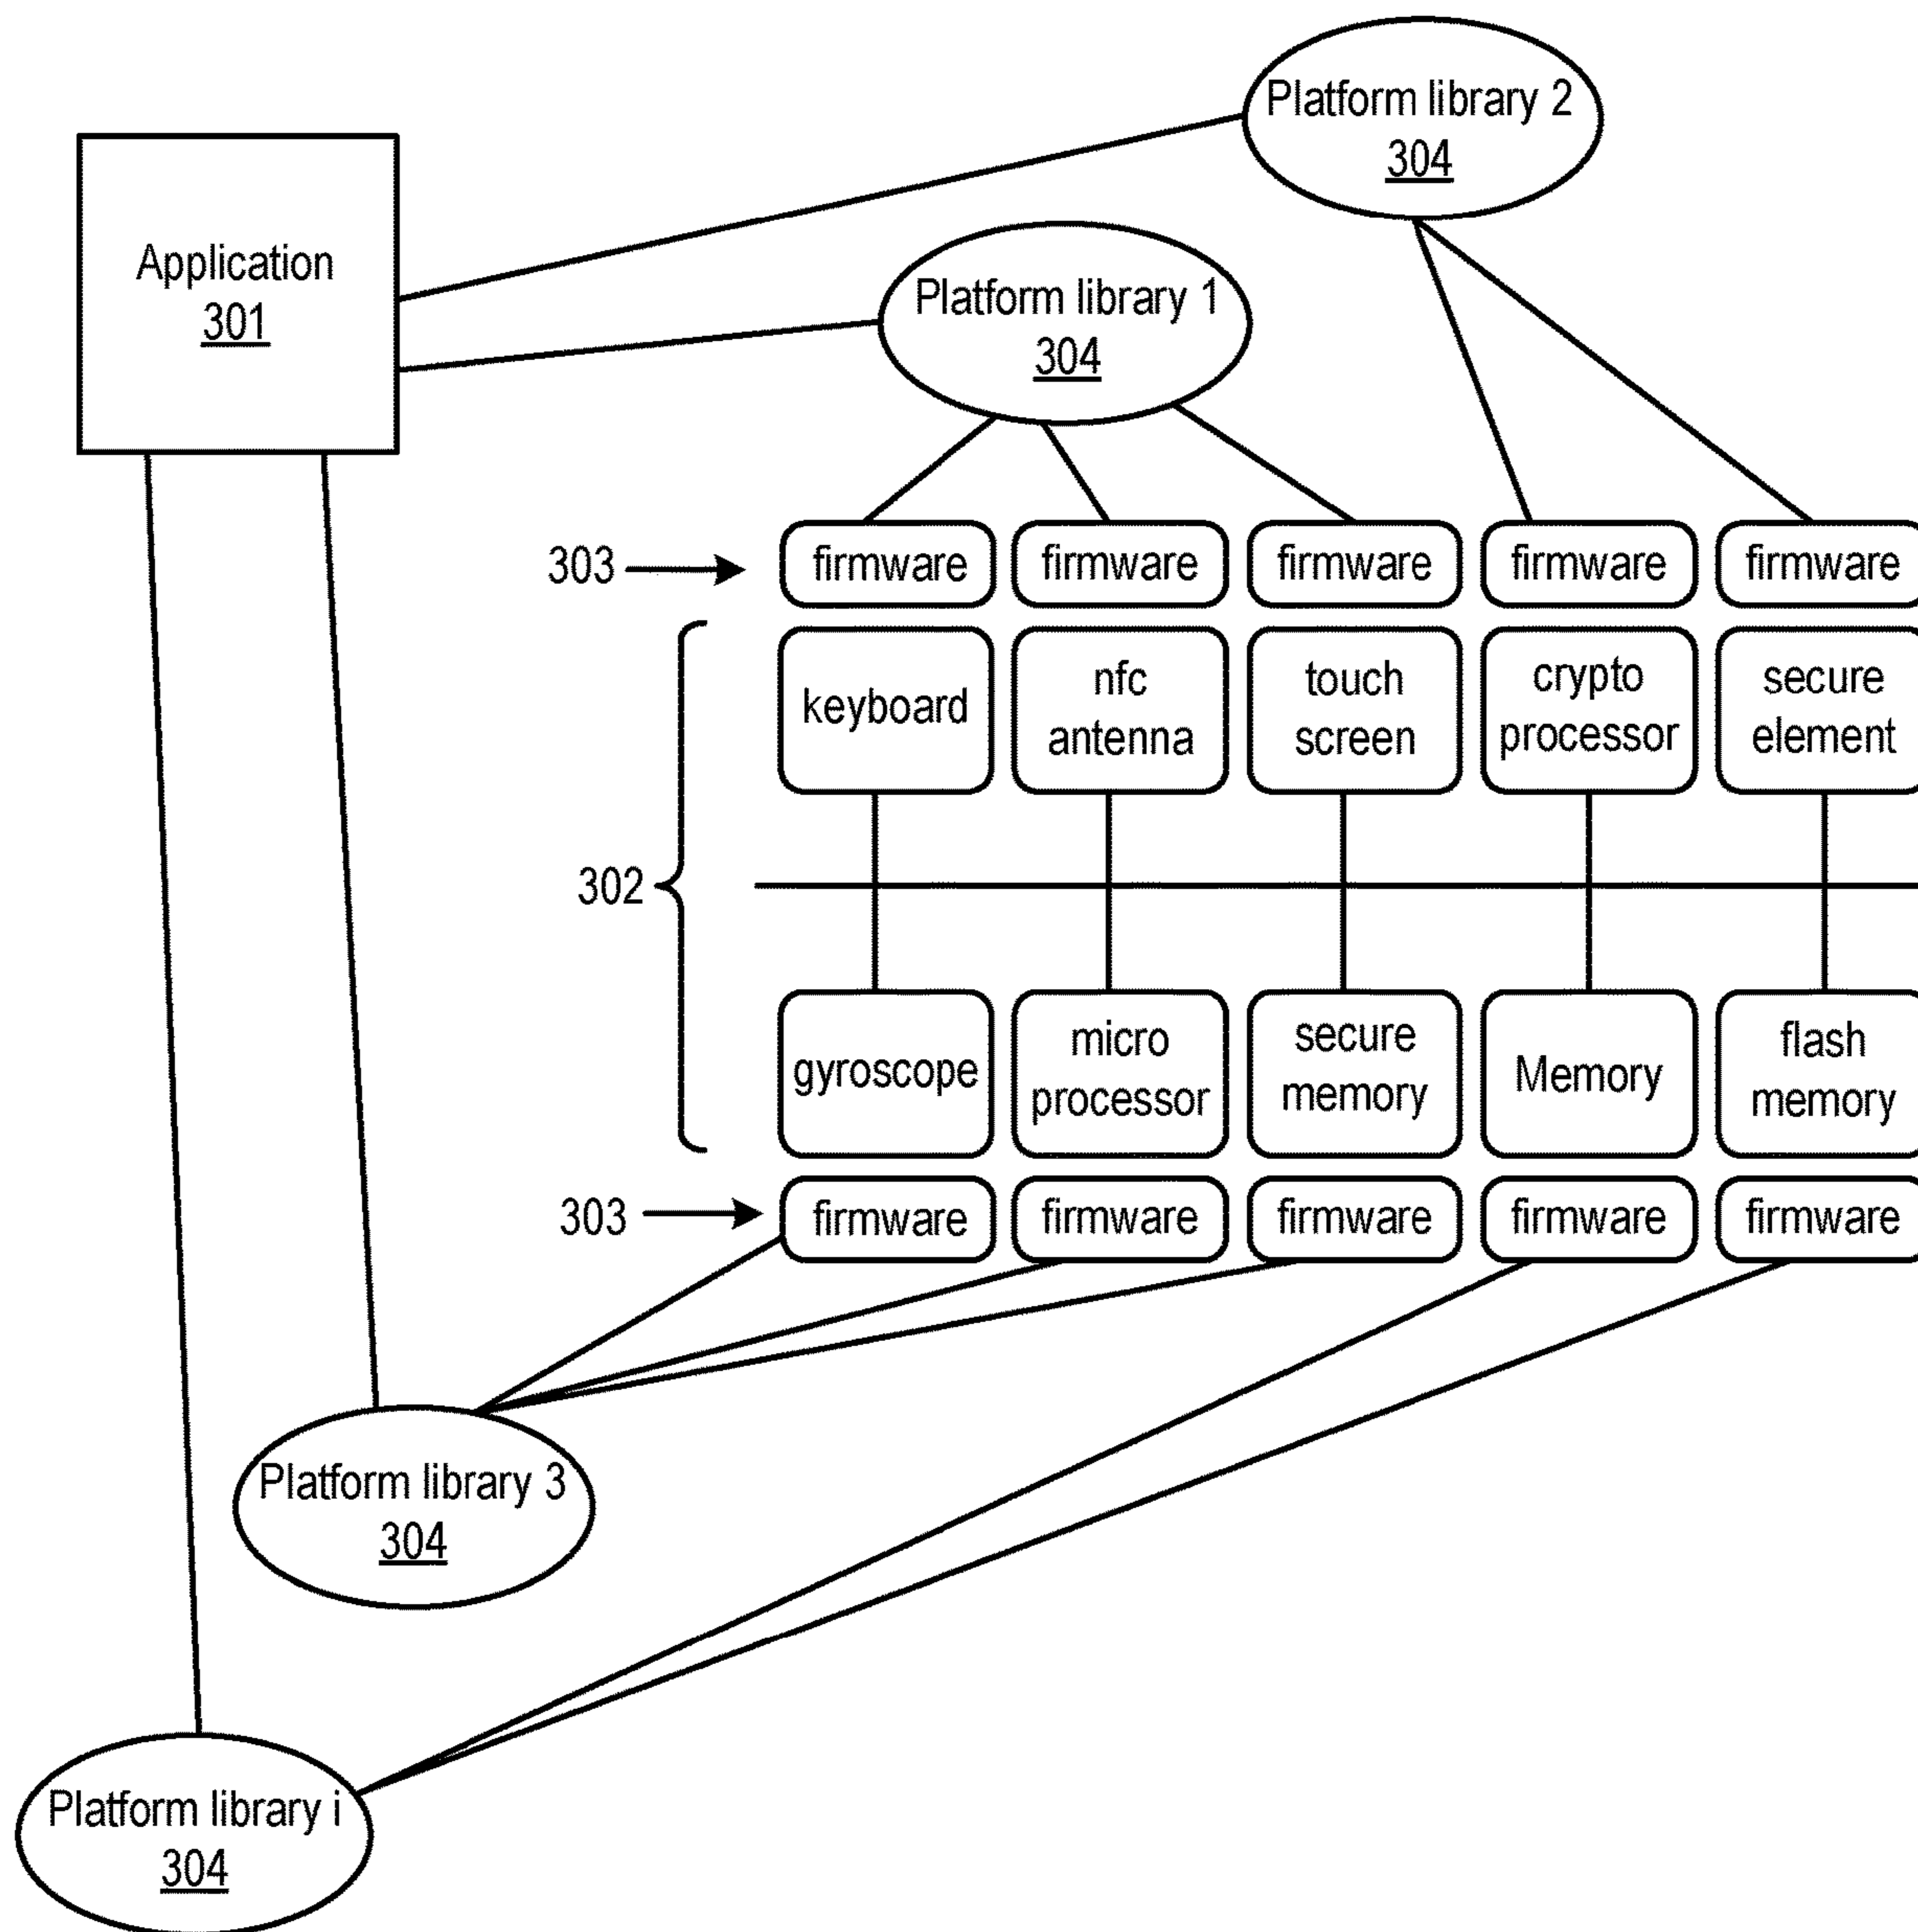 Platform library 2
304
Application
301
Platform library 1
304
303
firmware
firmware
firmware
firmware
firmware
keyboard
nfc
antenna
touch
screen
crypto
processor
secure
element
302
gyroscope
micro
processor
secure
memory
Memory
flash
memory
303
firmware
firmware
firmware
firmware
firmware
Platform library 3
304
Platform library i
304